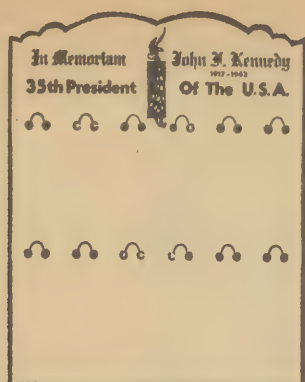 In Memoriam John F. Kennedy
1917-1963
35th President Of The U.S.A.